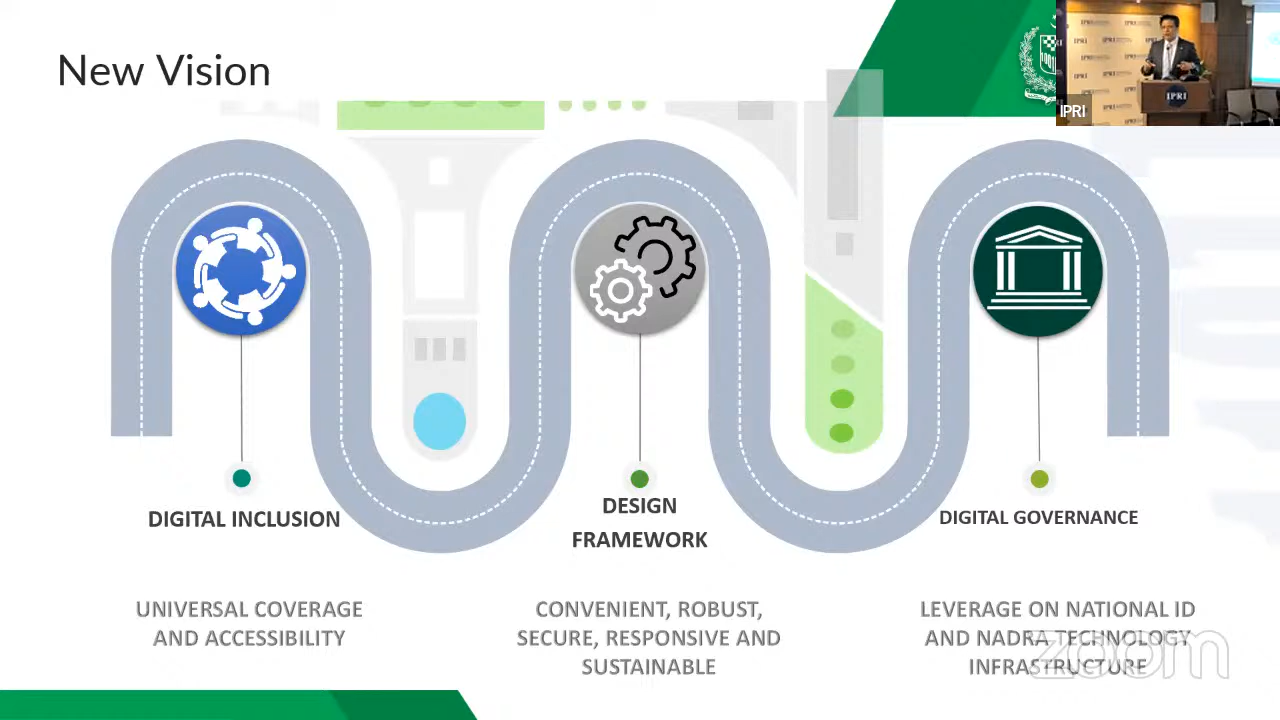 New Vision
IPRI
IPRI
DIGITAL INCLUSION
DESIGN
FRAMEWORK
DIGITAL GOVERNANCE
UNIVERSAL COVERAGE
AND ACCESSIBILITY
CONVENIENT, ROBUST,
SECURE, RESPONSIVE AND
SUSTAINABLE
LEVERAGE ON NATIONAL ID
AND NADRA TECHNOLOGY
INFRASTRUCTURE
zoom